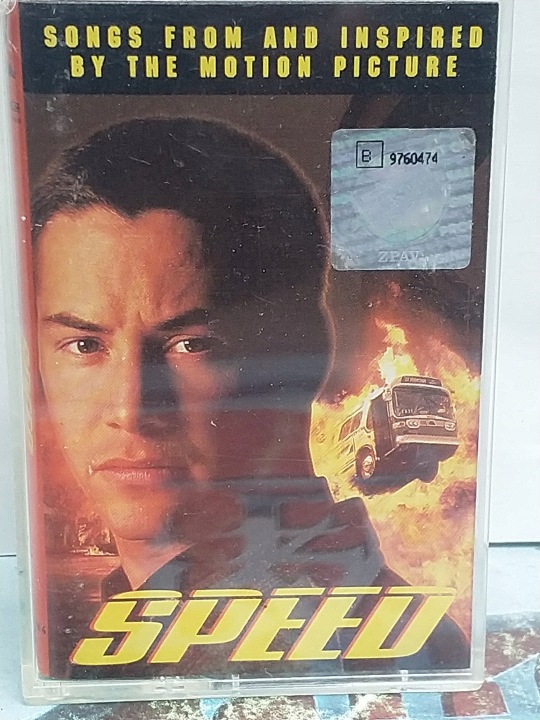 SONGS FROM AND INSPIRED
BY THE MOTION PICTURE
B 9760474
ZPAV
SPEED